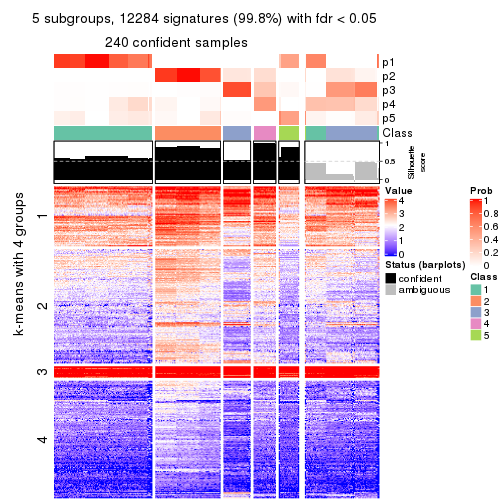 5 subgroups, 12284 signatures (99.8%) with fdr < 0.05
240 confident samples
p1
p2
p3
p4
p5
Class
1
0.5
0
Silhouette
score
k-means with 4 groups
1
2
3
4
Value
4
3
2
1
0
Status (barplots)
confident
ambiguous
Prob
1
0.8
0.6
0.4
0.2
0
Class
1
2
3
4
5